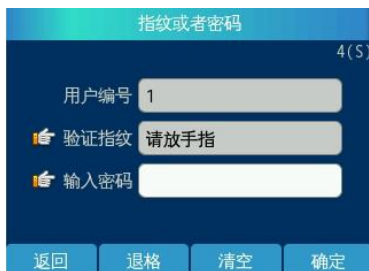 指纹或者密码
4(S)
用户编号 1
验证指纹 请放手指
输入密码
返回 退格 清空 确定